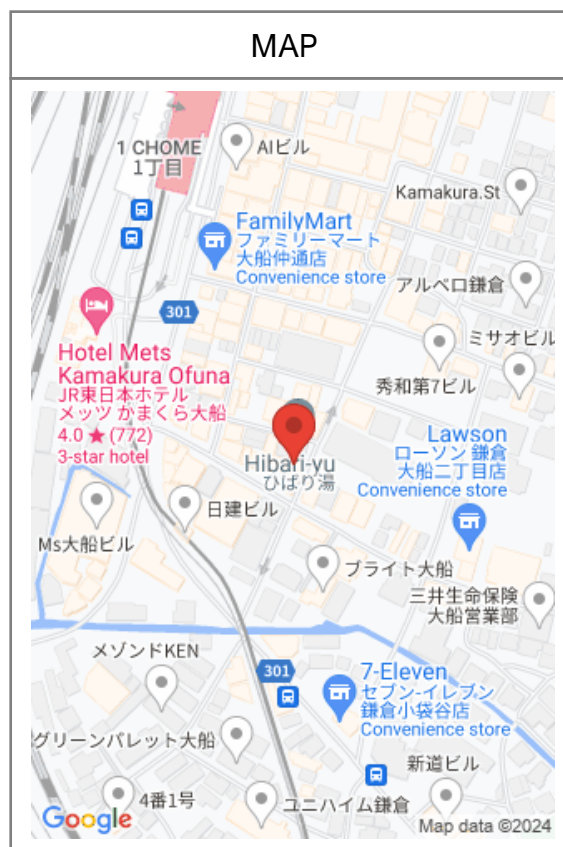 MAP
1 CHOME
1丁目
AIビル
Kamakura.St
FamilyMart
ファミリーマート
大船仲通店
Convenience store
アルベロ鎌倉
301
ミサオビル
Hotel Mets
Kamakura Ofuna
JR東日本ホテル
メッツ かまくら大船
4.0 ★ (772)
3-star hotel
秀和第7ビル
Lawson
ローソン 鎌倉
大船二丁目店
Convenience store
Hibari-yu
ひばり湯
日建ビル
Ms大船ビル
ブライト大船
三井生命保険
大船営業部
メゾンドKEN
301
7-Eleven
セブン-イレブン
鎌倉小袋谷店
Convenience store
グリーンパレット大船
新道ビル
4番1号
ユニハイム鎌倉
Google
Map data ©2024